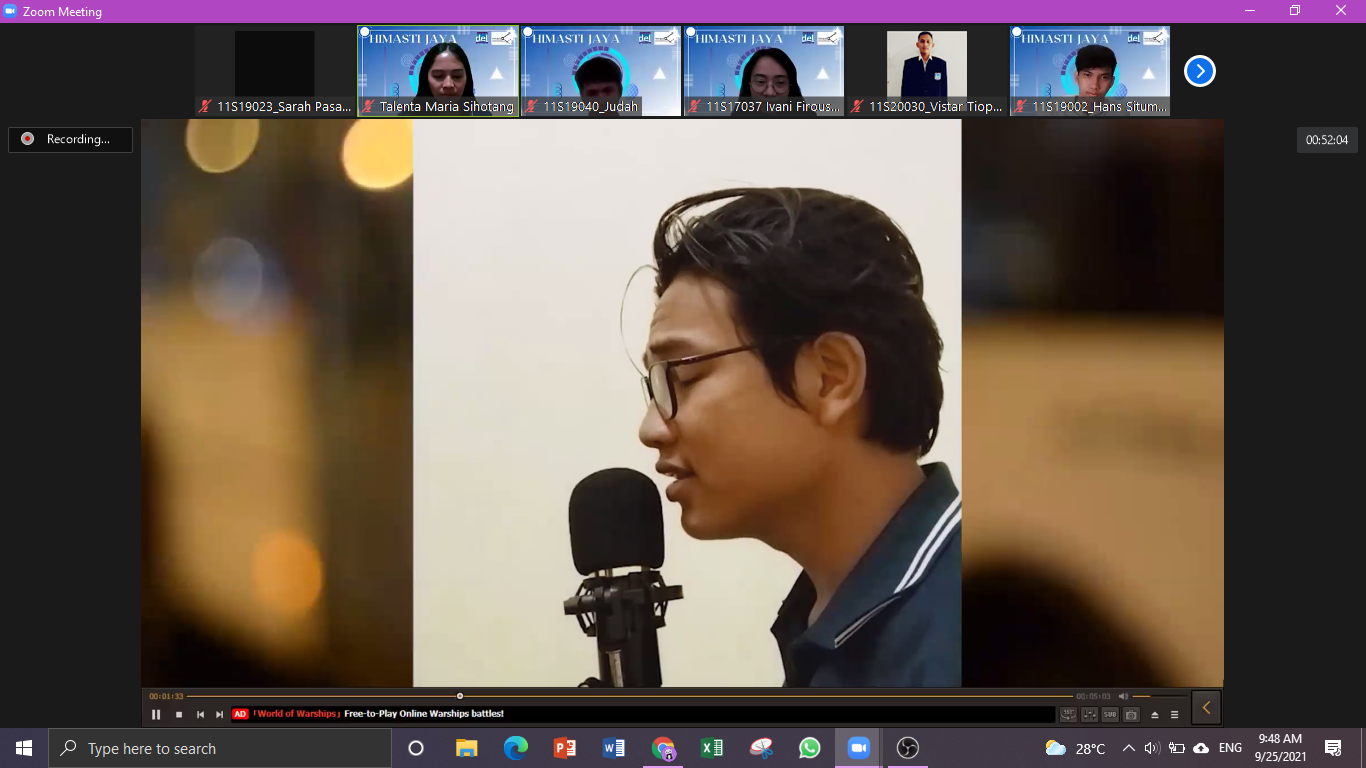 Zoom Meeting
HIMASTI JAYA
del
HIMASTI JAYA
del
HIMASTI JAYA
del
HIMASTI JAYA
del
11S19023_Sarah Pasa...
Talenta Maria Sihotang
11S19040_Judah
11S17037 Ivani Firous...
11S20030_Vistar Tiop...
11S19002_Hans Situm...
Recording...
00:52:04
00:01:33
00:05:03
AD 「World of Warships」 Free-to-Play Online Warships battles!
360°
SUB
Type here to search
28°C
ENG
9:48 AM
9/25/2021